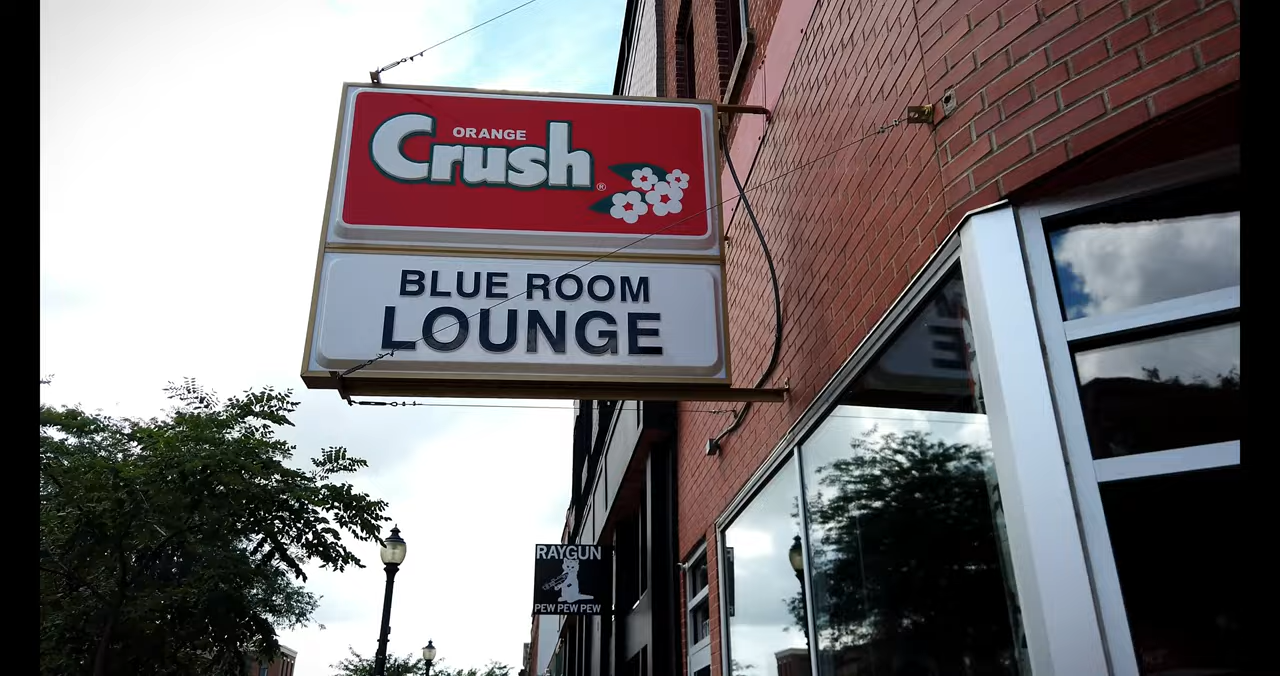 ORANGE
Crush®
BLUE ROOM
LOUNGE
RAYGUN
PEW PEW PEW